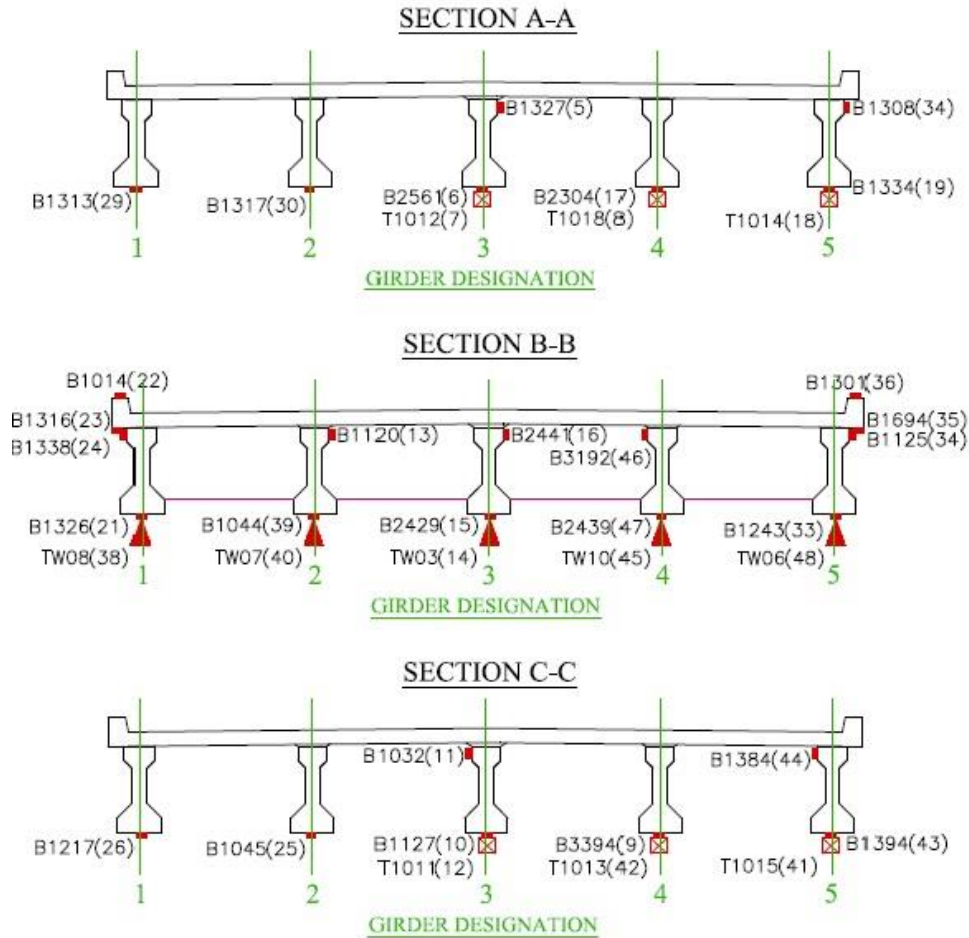 SECTION A-A
B1327(5)
B1308(34)
B1313(29)
B1317(30)
B2561(6)
T1012(7)
B2304(17)
T1018(8)
B1334(19)
T1014(18)
1 2 3 4 5
GIRDER DESIGNATION
SECTION B-B
B1014(22)
B1301(36)
B1316(23)
B1338(24)
B1120(13)
B2441(16)
B3192(46)
B1694(35)
B1125(34)
B1326(21)
TW08(38)
B1044(39)
TW07(40)
B2429(15)
TW03(14)
B2439(47)
TW10(45)
B1243(33)
TW06(48)
1 2 3 4 5
GIRDER DESIGNATION
SECTION C-C
B1032(11)
B1384(44)
B1217(26)
B1045(25)
B1127(10)
T1011(12)
B3394(9)
T1013(42)
B1394(43)
T1015(41)
1 2 3 4 5
GIRDER DESIGNATION